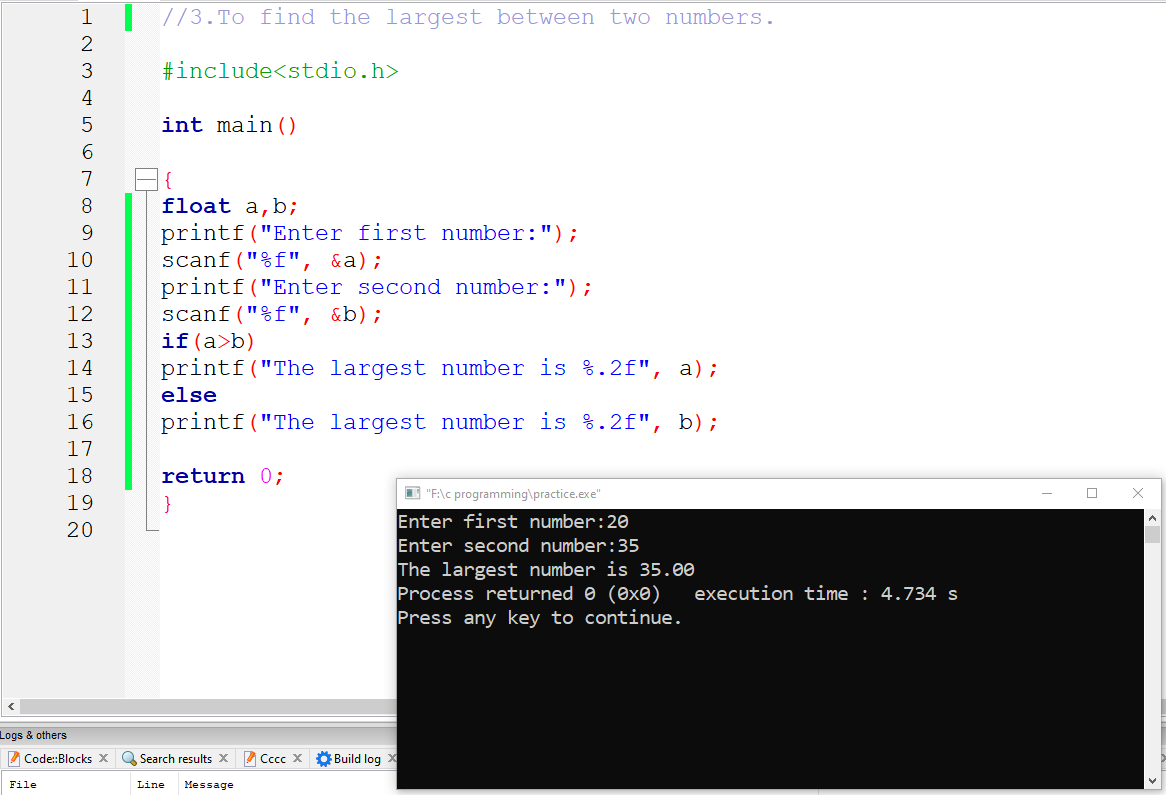 1 //3.To find the largest between two numbers.
2
3 #include<stdio.h>
4
5 int main()
6
7 {
8 float a,b;
9 printf("Enter first number:");
10 scanf("%f", &a);
11 printf("Enter second number:");
12 scanf("%f", &b);
13 if(a>b)
14 printf("The largest number is %.2f", a);
15 else
16 printf("The largest number is %.2f", b);
17
18 return 0;
19 }
20
"F:\c programming\practice.exe"
Enter first number:20
Enter second number:35
The largest number is 35.00
Process returned 0 (0x0)   execution time : 4.734 s
Press any key to continue.
Logs & others
Code::Blocks Search results Cccc Build log
File Line Message